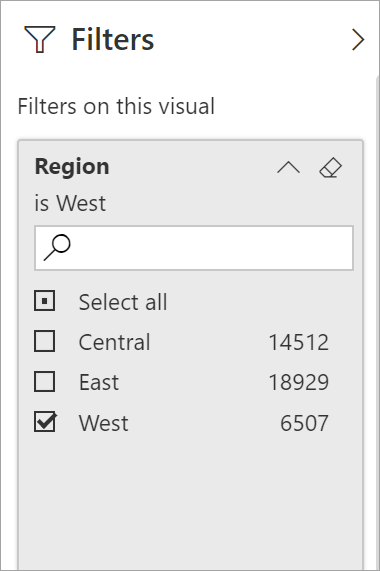 Filters
Filters on this visual
Region
is West
Select all
Central 14512
East 18929
West 6507